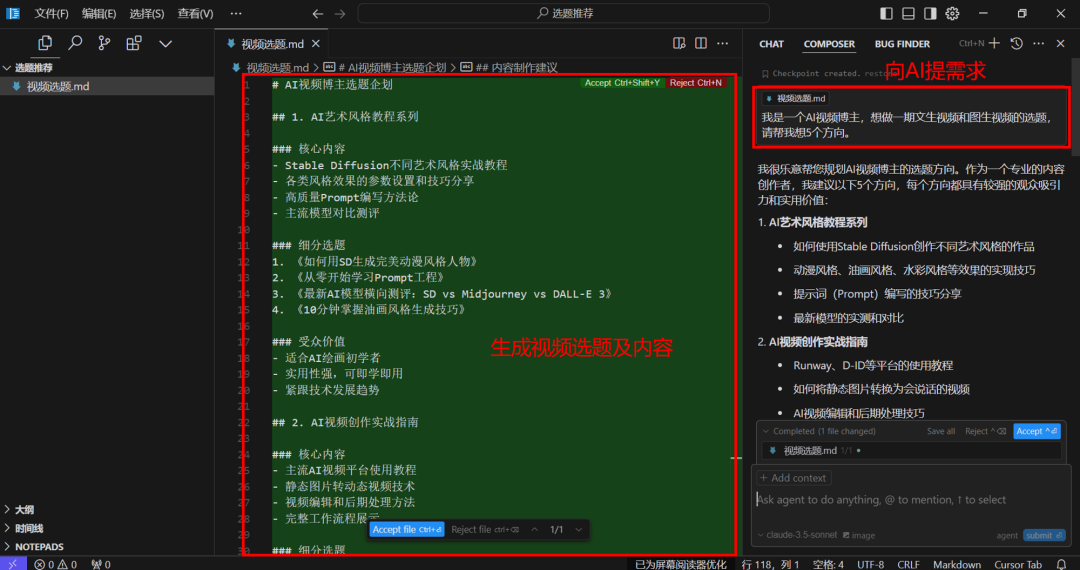 文件(F) 编辑(E) 选择(S) 查看(V) ··· 选题推荐
选题推荐
视频选题.md
大纲
时间线
NOTEPADS
视频选题.md
视频选题.md > # AI视频博主选题企划 > ## 内容制作建议
Accept Ctrl+Shift+Y Reject Ctrl+N
1 # AI视频博主选题企划
2
3 ## 1. AI艺术风格教程系列
4
5 ### 核心内容
6 - Stable Diffusion不同艺术风格实战教程
7 - 各类风格效果的参数设置和技巧分享
8 - 高质量Prompt编写方法论
9 - 主流模型对比测评
10
11 ### 细分选题
12 1. 《如何用SD生成完美动漫风格人物》
13 2. 《从零开始学习Prompt工程》
14 3. 《最新AI模型横向测评: SD vs Midjourney vs DALL-E 3》
15 4. 《10分钟掌握油画风格生成技巧》
16
17 ### 受众价值
18 - 适合AI绘画初学者
19 - 实用性强，可即学即用
20 - 紧跟技术发展趋势
21
22 ## 2. AI视频创作实战指南
23
24 ### 核心内容
25 - 主流AI视频平台使用教程
26 - 静态图片转动态视频技术
27 - 视频编辑和后期处理方法
28 - 完整工作流程展示
29
30 ### 细分选题
生成视频选题及内容
Accept file Ctrl+⏎ Reject file ctrl+⌫ 1/1
CHAT COMPOSER BUG FINDER Ctrl+N
Checkpoint created. restore
向AI提需求
视频选题.md
我是一个AI视频博主，想做一期文生视频和图生视频的选题，
请帮我想5个方向。
我很乐意帮您规划AI视频博主的选题方向。作为一个专业的内容
创作者，我建议以下5个方向，每个方向都具有较强的观众吸引
力和实用价值：
1. AI艺术风格教程系列
• 如何使用Stable Diffusion创作不同艺术风格的作品
• 动漫风格、油画风格、水彩风格等效果的实现技巧
• 提示词（Prompt）编写的技巧分享
• 最新模型的实测和对比
2. AI视频创作实战指南
• Runway、D-ID等平台的使用教程
• 如何将静态图片转换为会说话的视频
• AI视频编辑和后期处理技巧
Completed (1 file changed) Save all Reject ^⌫ Accept ^⏎
视频选题.md 1/1 •
+ Add context
Ask agent to do anything, @ to mention, ↑ to select
claude-3.5-sonnet image agent submit ⏎
0 0 0 已为屏幕阅读器优化 行 118，列 1 空格: 4 UTF-8 CRLF Markdown Cursor Tab